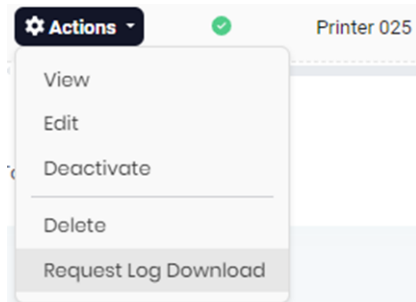 Actions Printer 025
View
Edit
Deactivate
Delete
Request Log Download